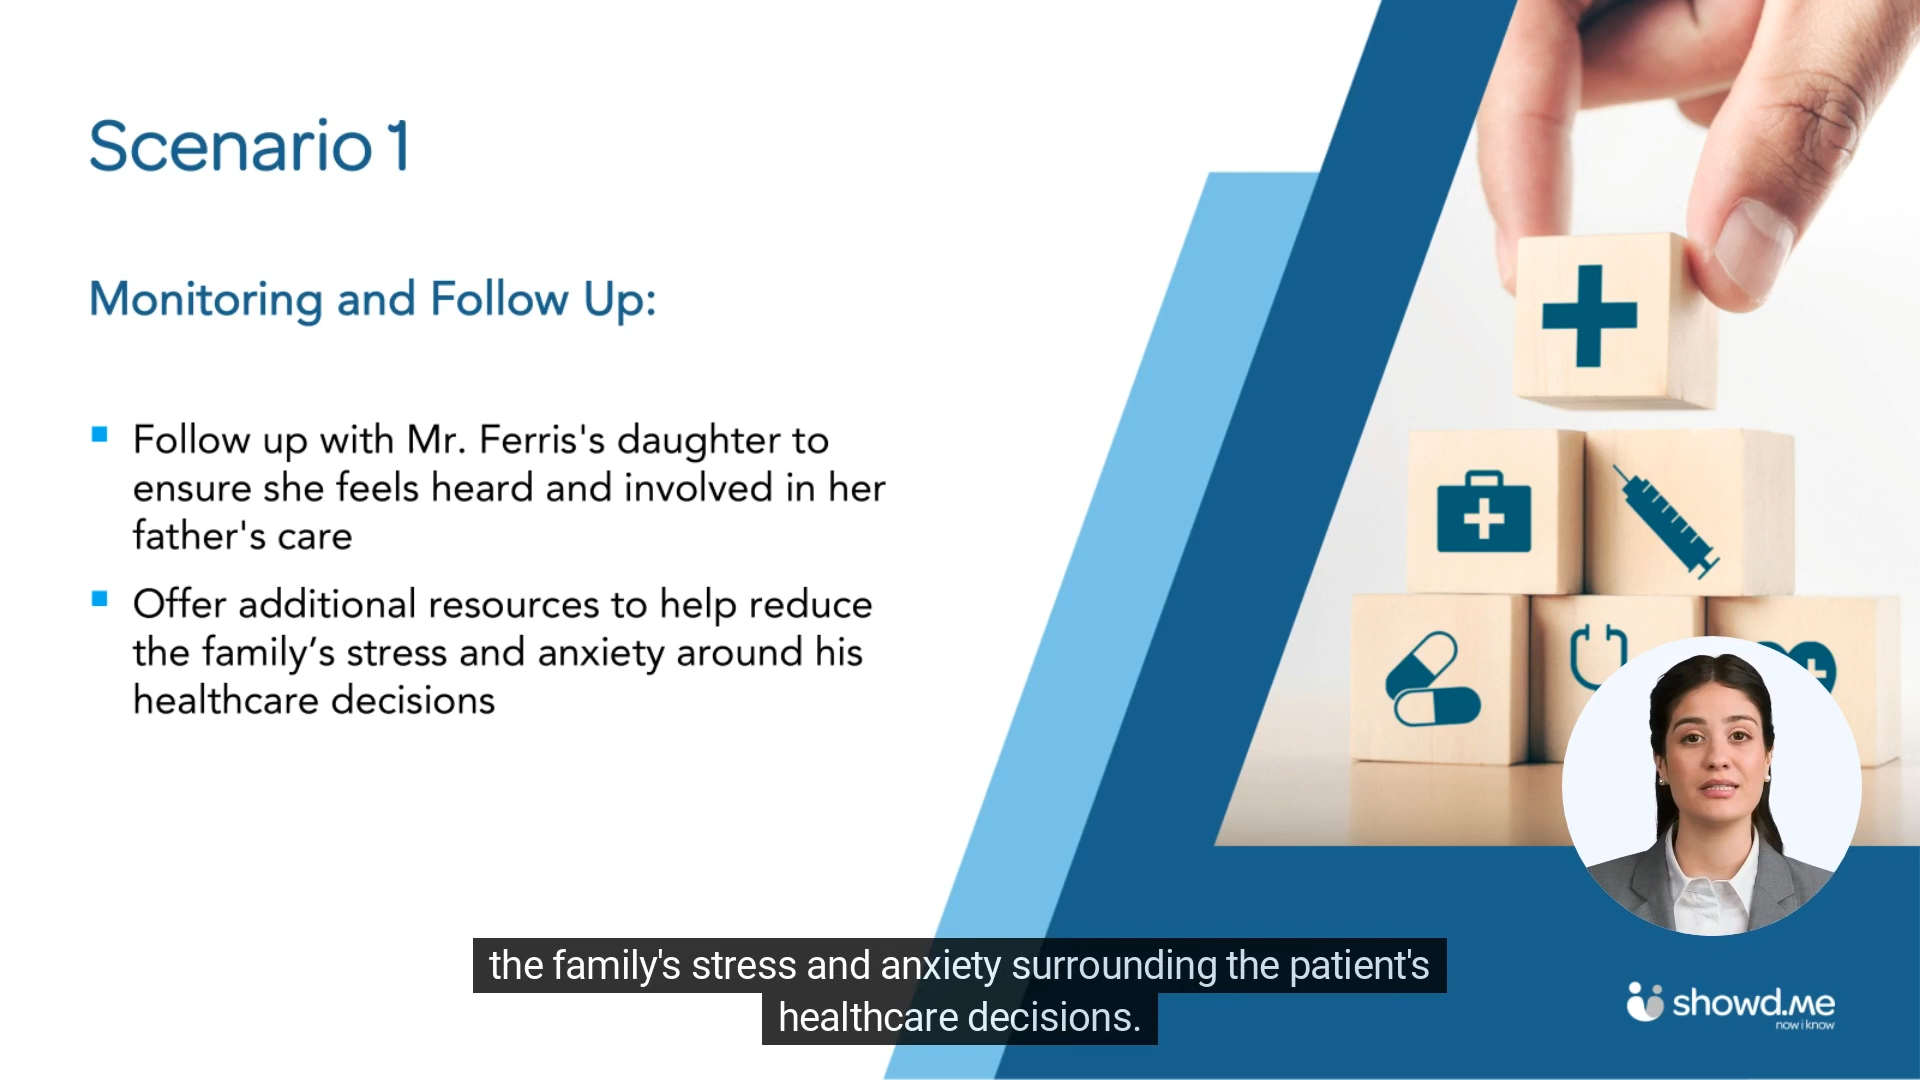 Scenario 1
Monitoring and Follow Up:
Follow up with Mr. Ferris's daughter to
ensure she feels heard and involved in her
father's care
Offer additional resources to help reduce
the family’s stress and anxiety around his
healthcare decisions
the family's stress and anxiety surrounding the patient's
healthcare decisions.
showd.me
now i know